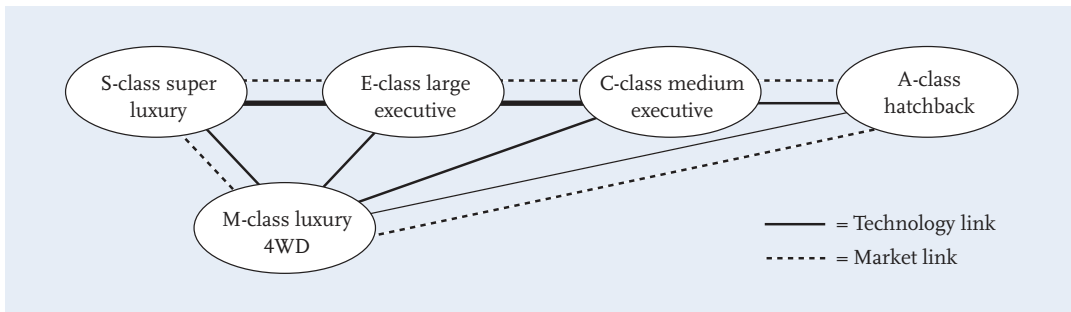 S-class super
luxury
E-class large
executive
C-class medium
executive
A-class
hatchback
M-class luxury
4WD
= Technology link
= Market link